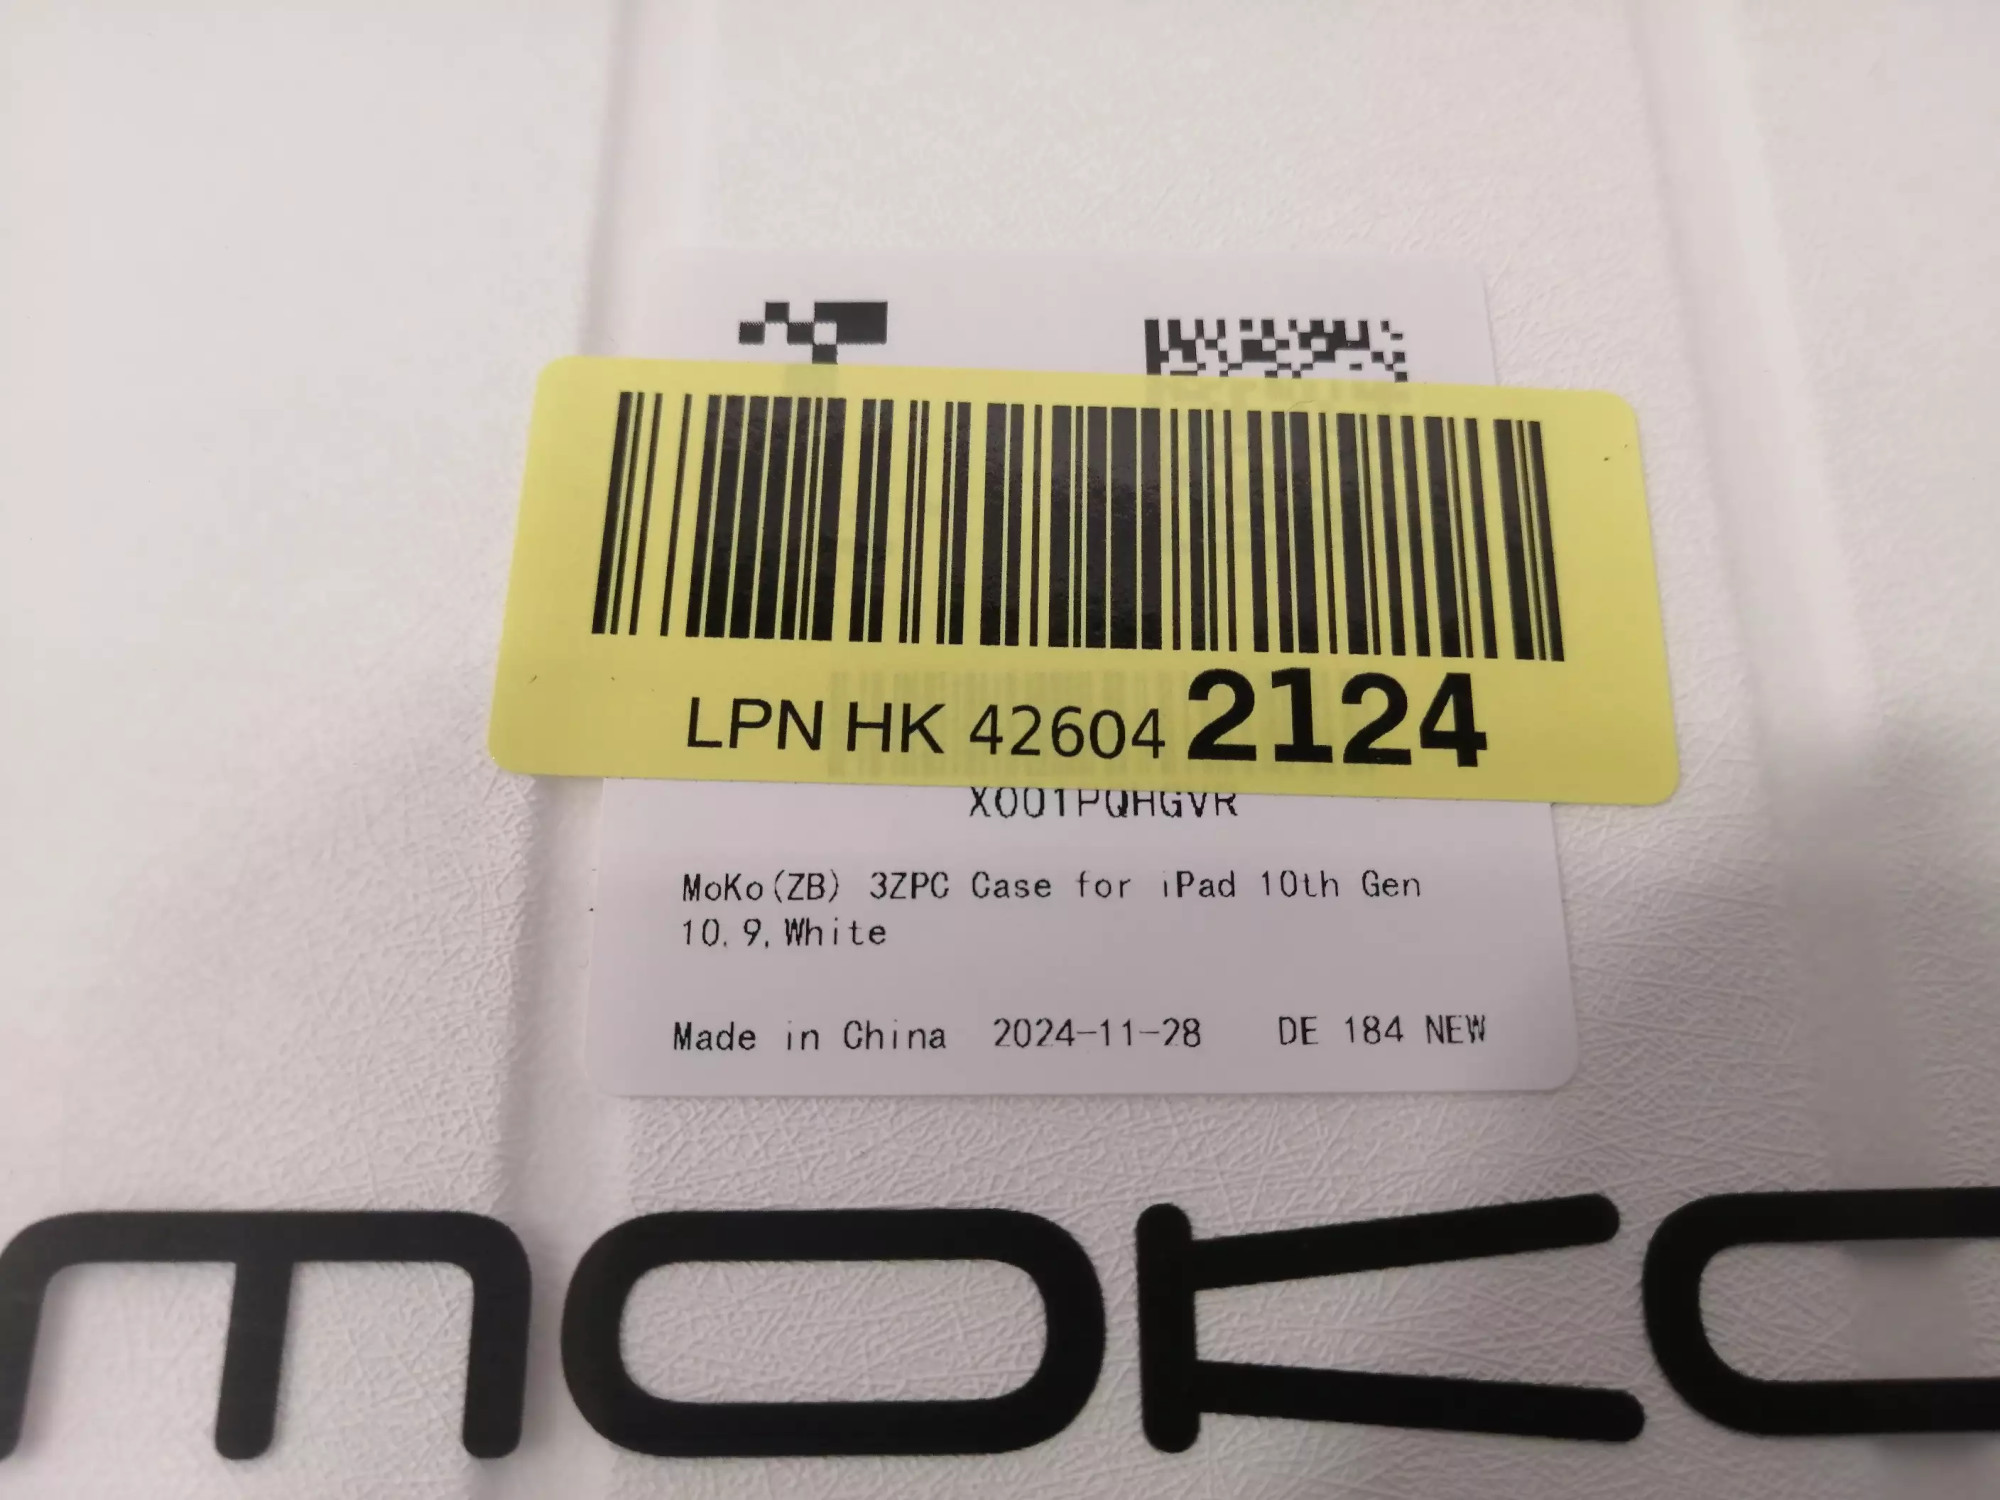 LPN HK 42604 2124
X001PQHGVR
MoKo(ZB) 3ZPC Case for iPad 10th Gen
10.9,White
Made in China 2024-11-28 DE 184 NEW
MOKO